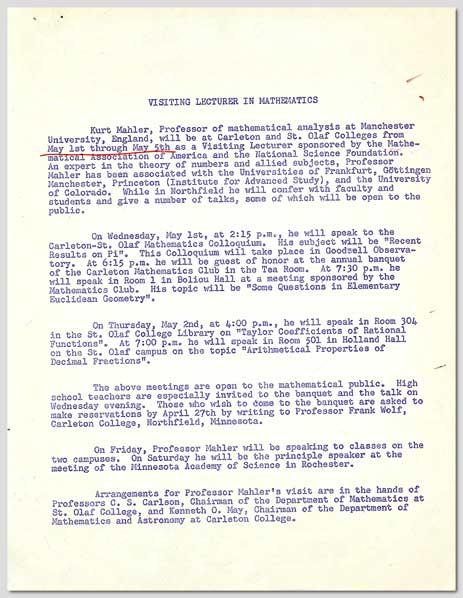 VISITING LECTURER IN MATHEMATICS
Kurt Mahler, Professor of mathematical analysis at Manchester
University, England, will be at Carleton and St. Olaf Colleges from
May 1st through May 5th as a Visiting Lecturer sponsored by the Mathe-
matical Association of America and the National Science Foundation.
An expert in the theory of numbers and allied subjects, Professor
Mahler has been associated with the Universities of Frankfurt, Göttingen
Manchester, Princeton (Institute for Advanced Study), and the University
of Colorado. While in Northfield he will confer with faculty and
students and give a number of talks, some of which will be open to the
public.
On Wednesday, May 1st, at 2:15 p.m., he will speak to the
Carleton-St. Olaf Mathematics Colloquium. His subject will be "Recent
Results on Pi". This Colloquium will take place in Goodsell Observa-
tory. At 6:15 p.m. he will be guest of honor at the annual banquet
of the Carleton Mathematics Club in the Tea Room. At 7:30 p.m. he
will speak in Room 1 in Boliou Hall at a meeting sponsored by the
Mathematics Club. His topic will be "Some Questions in Elementary
Euclidean Geometry".
On Thursday, May 2nd, at 4:00 p.m., he will speak in Room 304
in the St. Olaf College Library on "Taylor Coefficients of Rational
Functions". At 7:00 p.m. he will speak in Room 501 in Holland Hall
on the St. Olaf campus on the topic "Arithmetical Properties of
Decimal Fractions".
The above meetings are open to the mathematical public. High
school teachers are especially invited to the banquet and the talk on
Wednesday evening. Those who wish to dome to the banquet are asked to
make reservations by April 27th by writing to Professor Frank Wolf,
Carleton College, Northfield, Minnesota.
On Friday, Professor Mahler will be speaking to classes on the
two campuses. On Saturday he will be the principle speaker at the
meeting of the Minnesota Academy of Science in Rochester.
Arrangements for Professor Mahler's visit are in the hands of
Professors C. S. Carlson, Chairman of the Department of Mathematics at
St. Olaf College, and Kenneth O. May, Chairman of the Department of
Mathematics and Astronomy at Carleton College.